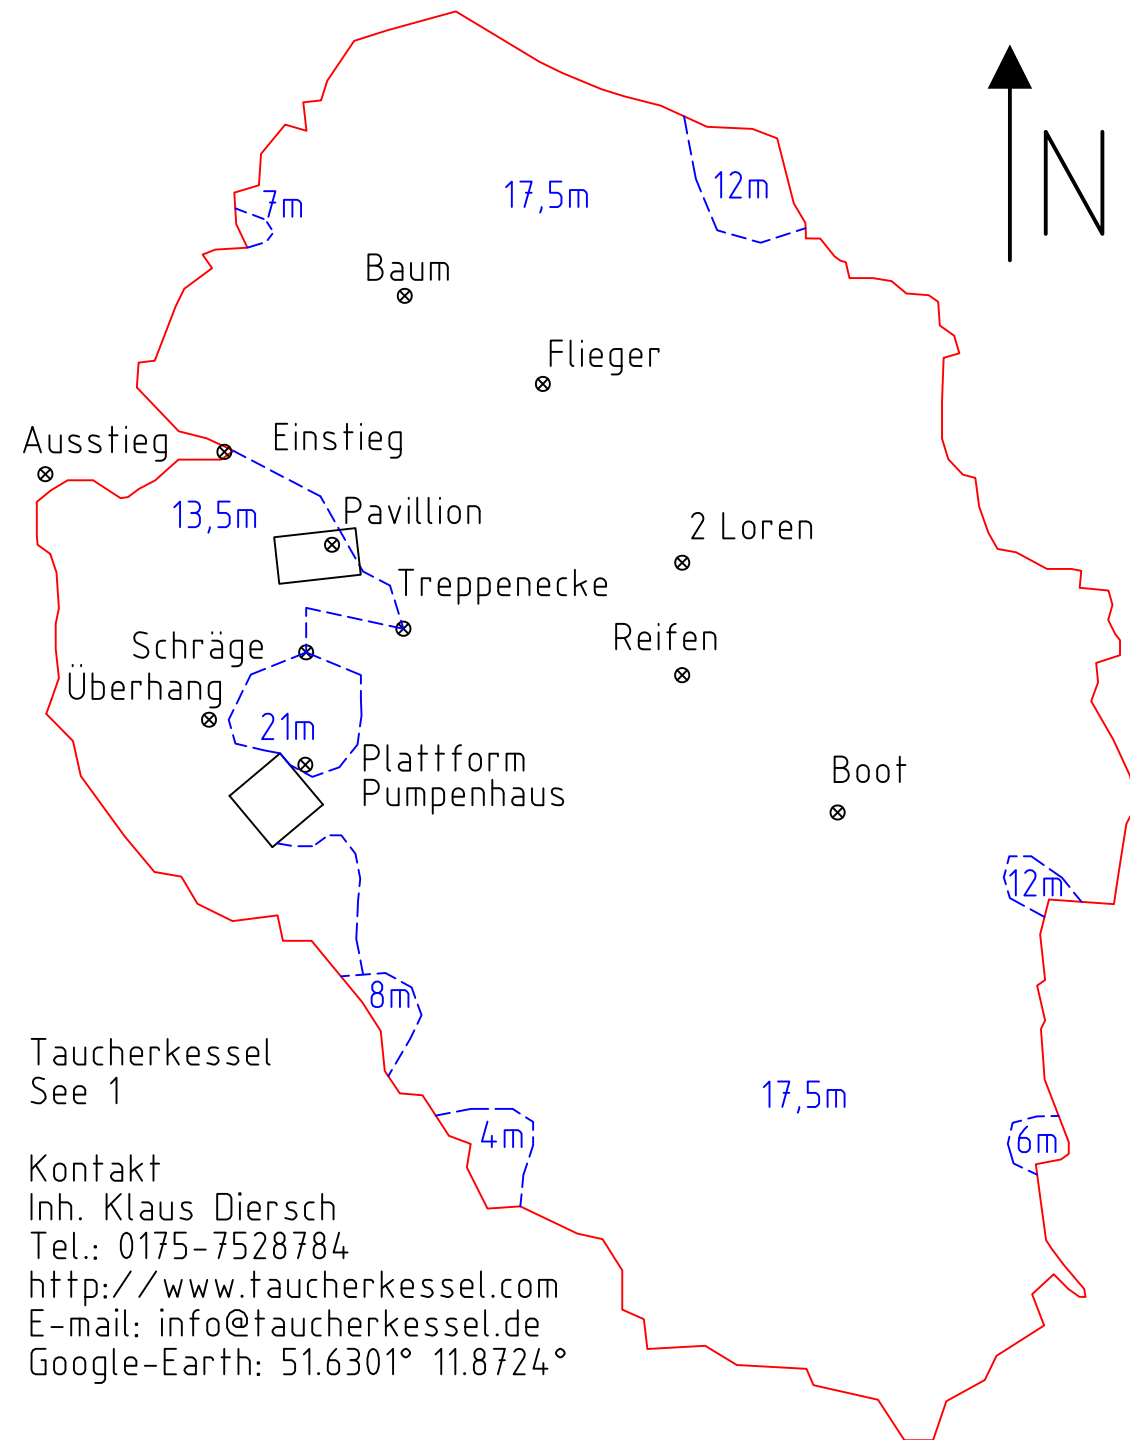 N
7m
17,5m
12m
Baum
Flieger
Ausstieg
Einstieg
13,5m
Pavillion
2 Loren
Treppenecke
Reifen
Schräge
Überhang
21m
Plattform
Pumpenhaus
Boot
12m
8m
Taucherkessel
See 1
17,5m
4m
6m
Kontakt
Inh. Klaus Diersch
Tel.: 0175-7528784
http://www.taucherkessel.com
E-mail: info@taucherkessel.de
Google-Earth: 51.6301° 11.8724°